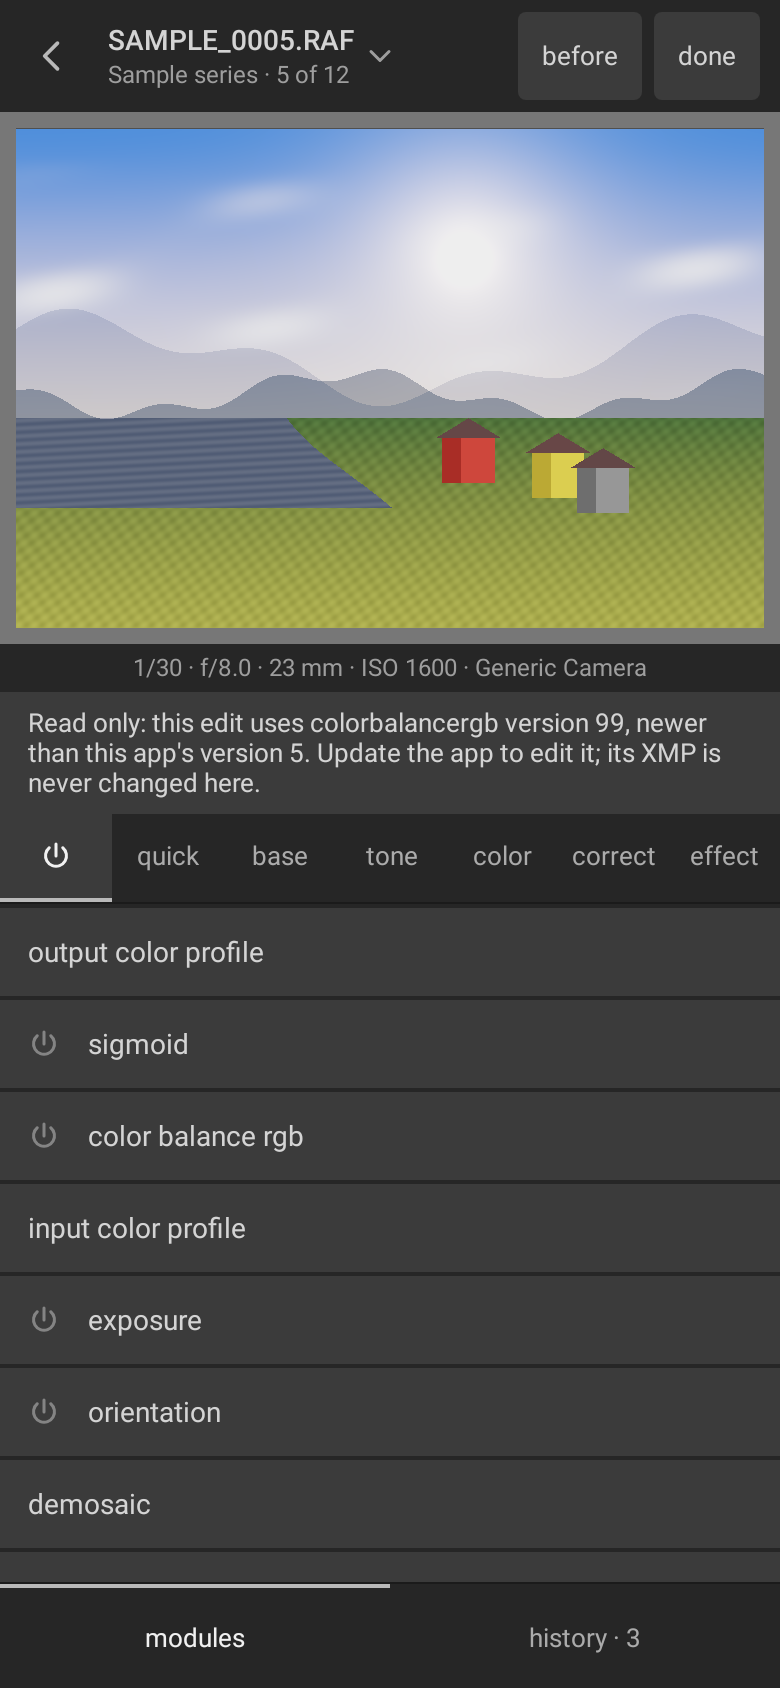 SAMPLE_0005.RAF
Sample series · 5 of 12
before
done
1/30 · f/8.0 · 23 mm · ISO 1600 · Generic Camera
Read only: this edit uses colorbalancergb version 99, newer
than this app's version 5. Update the app to edit it; its XMP is
never changed here.
quick base tone color correct effect
output color profile
sigmoid
color balance rgb
input color profile
exposure
orientation
demosaic
modules
history · 3